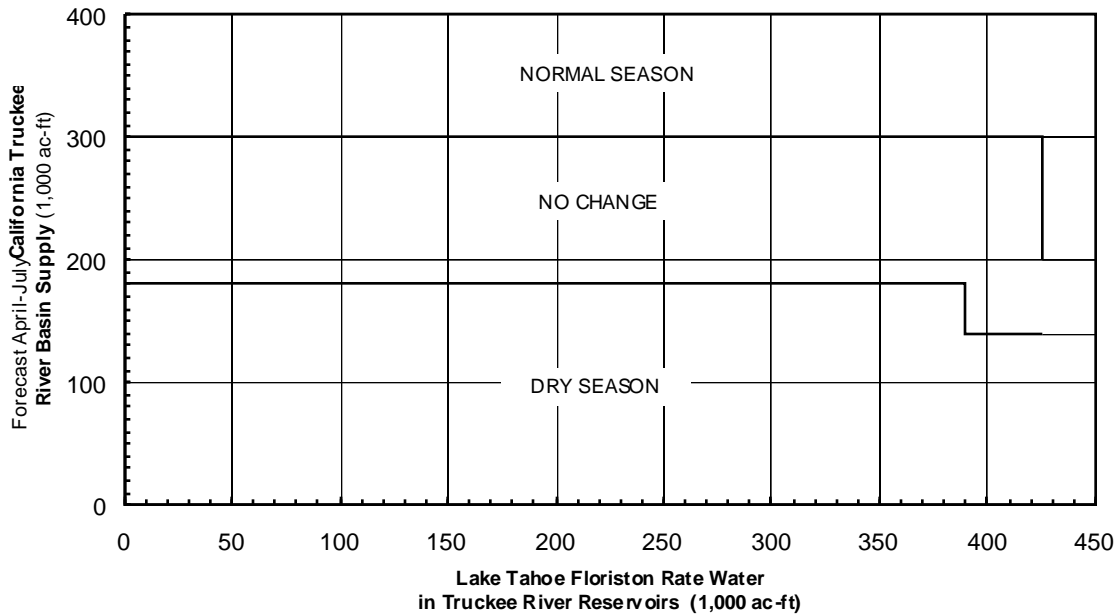 400
300
200
100
0
Forecast April-July California Truckee
River Basin Supply (1,000 ac-ft)
NORMAL SEASON
NO CHANGE
DRY SEASON
0 50 100 150 200 250 300 350 400 450
Lake Tahoe Floriston Rate Water
in Truckee River Reservoirs (1,000 ac-ft)